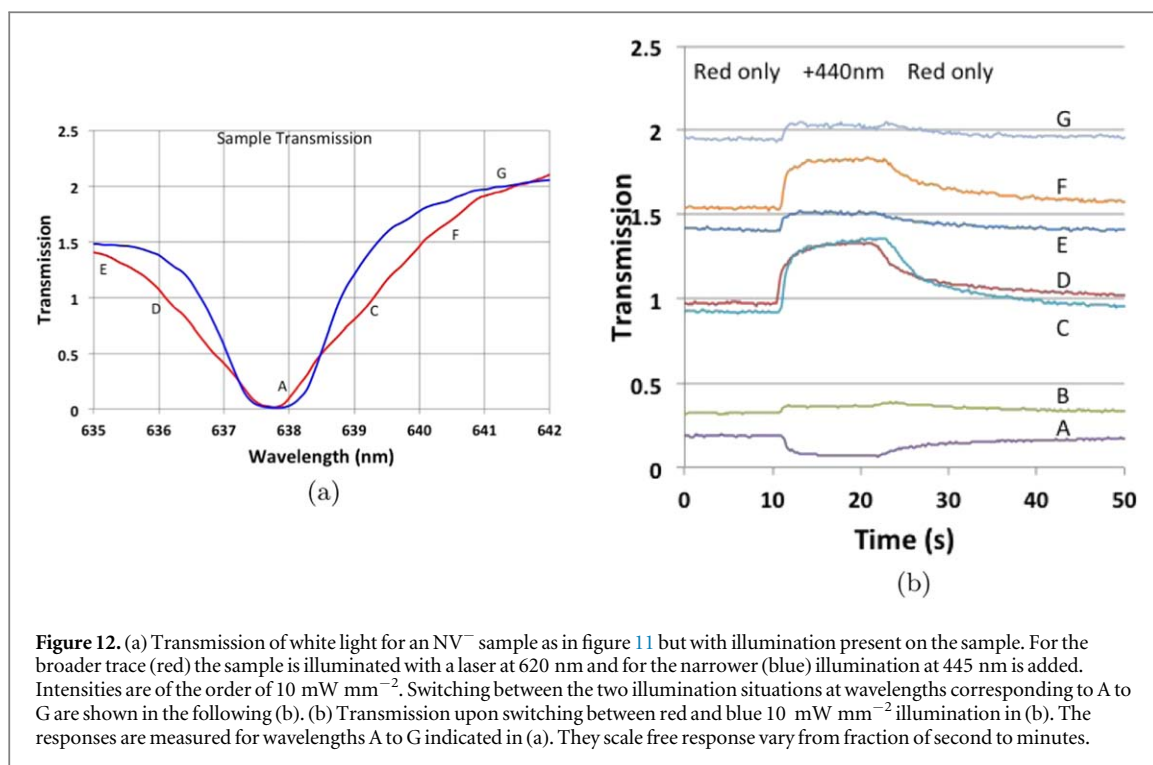 2.5
Sample Transmission
2
1.5
1
0.5
0
Transmission
E
D
A
C
F
G
635 636 637 638 639 640 641 642
Wavelength (nm)
(a)
2.5
Red only +440nm Red only
2
1.5
1
0.5
0
Transmission
G
F
E
D
C
B
A
0 10 20 30 40 50
Time (s)
(b)
Figure 12. (a) Transmission of white light for an NV⁻ sample as in figure 11 but with illumination present on the sample. For the
broader trace (red) the sample is illuminated with a laser at 620 nm and for the narrower (blue) illumination at 445 nm is added.
Intensities are of the order of 10 mW mm⁻². Switching between the two illumination situations at wavelengths corresponding to A to
G are shown in the following (b). (b) Transmission upon switching between red and blue 10 mW mm⁻² illumination in (b). The
responses are measured for wavelengths A to G indicated in (a). They scale free response vary from fraction of second to minutes.